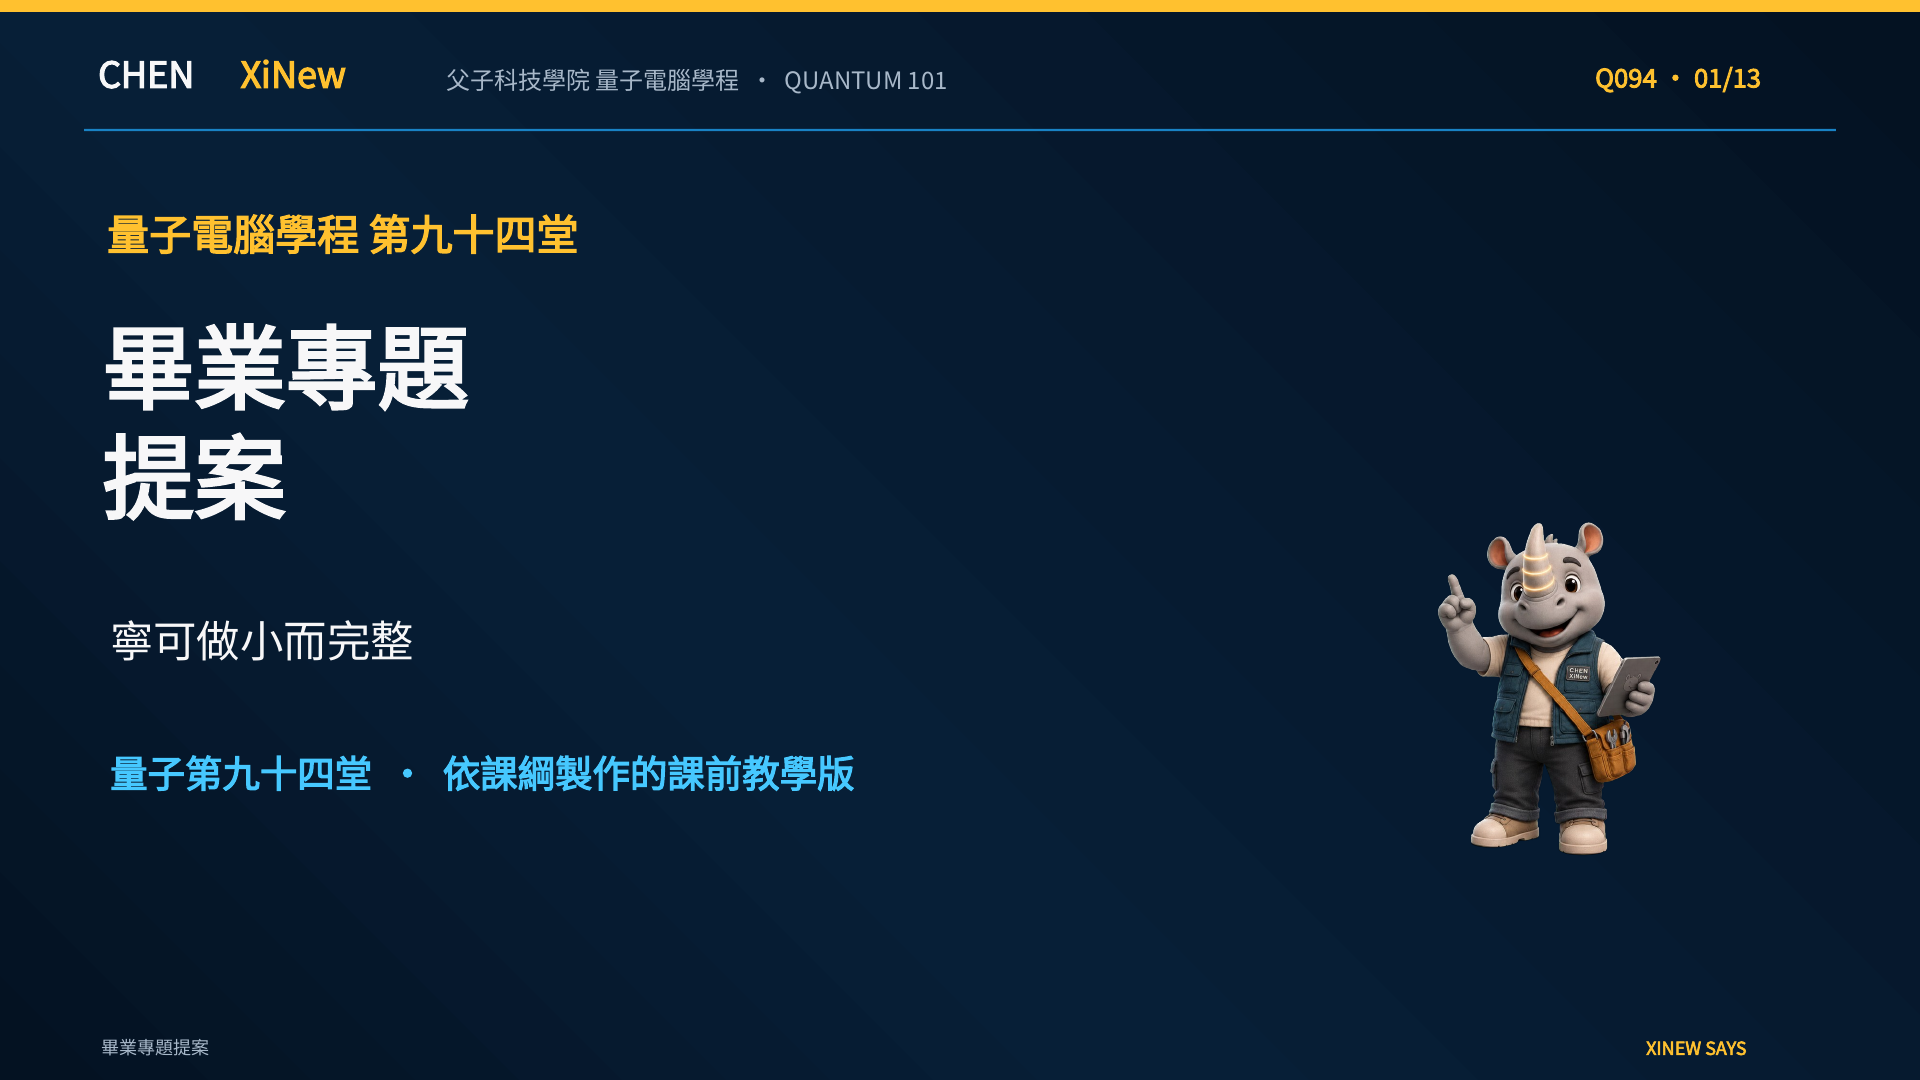 CHEN XiNew 父子科技學院 量子電腦學程 · QUANTUM 101 Q094 · 01/13
量子電腦學程 第九十四堂
畢業專題
提案
寧可做小而完整
CHEN
XiNew
量子第九十四堂 · 依課綱製作的課前教學版
畢業專題提案 XINEW SAYS